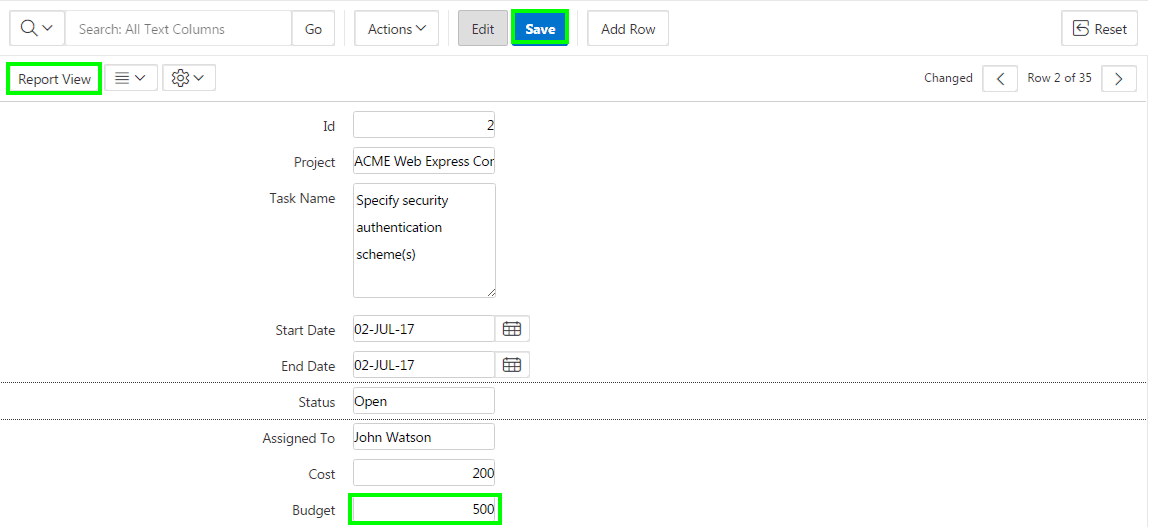 Search: All Text Columns Go Actions Edit Save Add Row Reset
Report View Changed Row 2 of 35
Id 2
Project ACME Web Express Cor
Task Name Specify security
authentication
scheme(s)
Start Date 02-JUL-17
End Date 02-JUL-17
Status Open
Assigned To John Watson
Cost 200
Budget 500